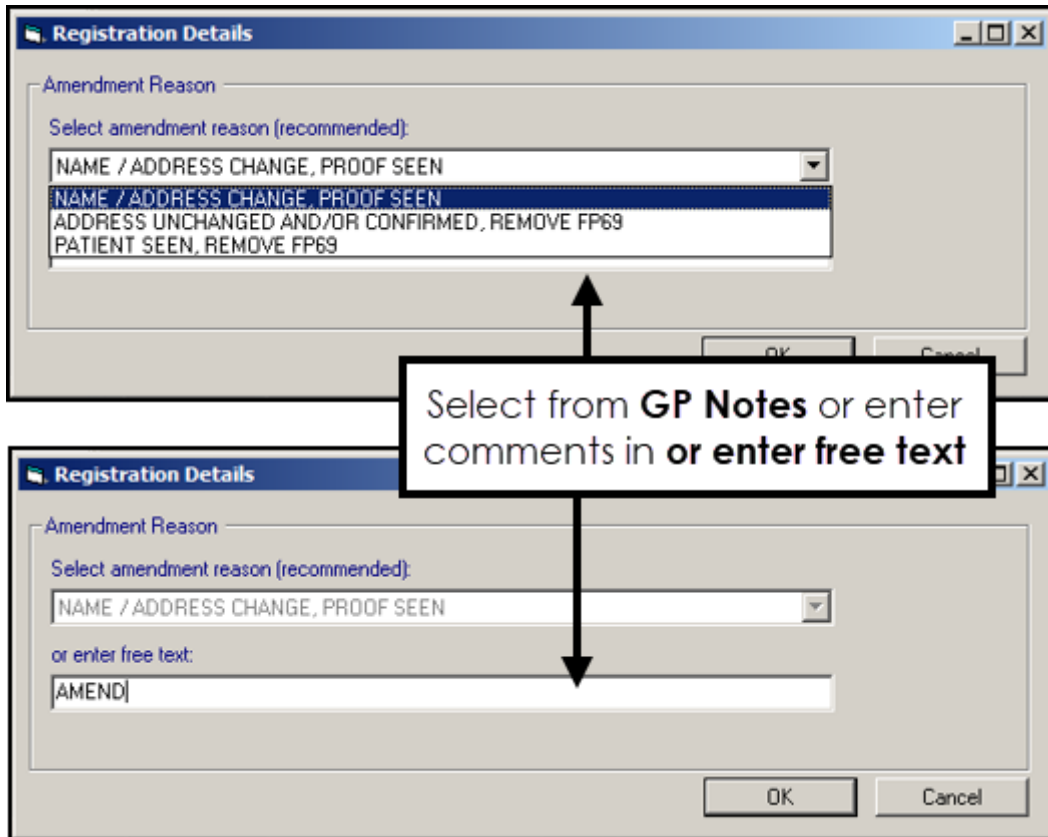 Registration Details
Amendment Reason
Select amendment reason (recommended):
NAME / ADDRESS CHANGE, PROOF SEEN
NAME / ADDRESS CHANGE, PROOF SEEN
ADDRESS UNCHANGED AND/OR CONFIRMED, REMOVE FP69
PATIENT SEEN, REMOVE FP69
OK Cancel
Select from GP Notes or enter
comments in or enter free text
Registration Details
Amendment Reason
Select amendment reason (recommended):
NAME / ADDRESS CHANGE, PROOF SEEN
or enter free text:
AMEND
OK Cancel